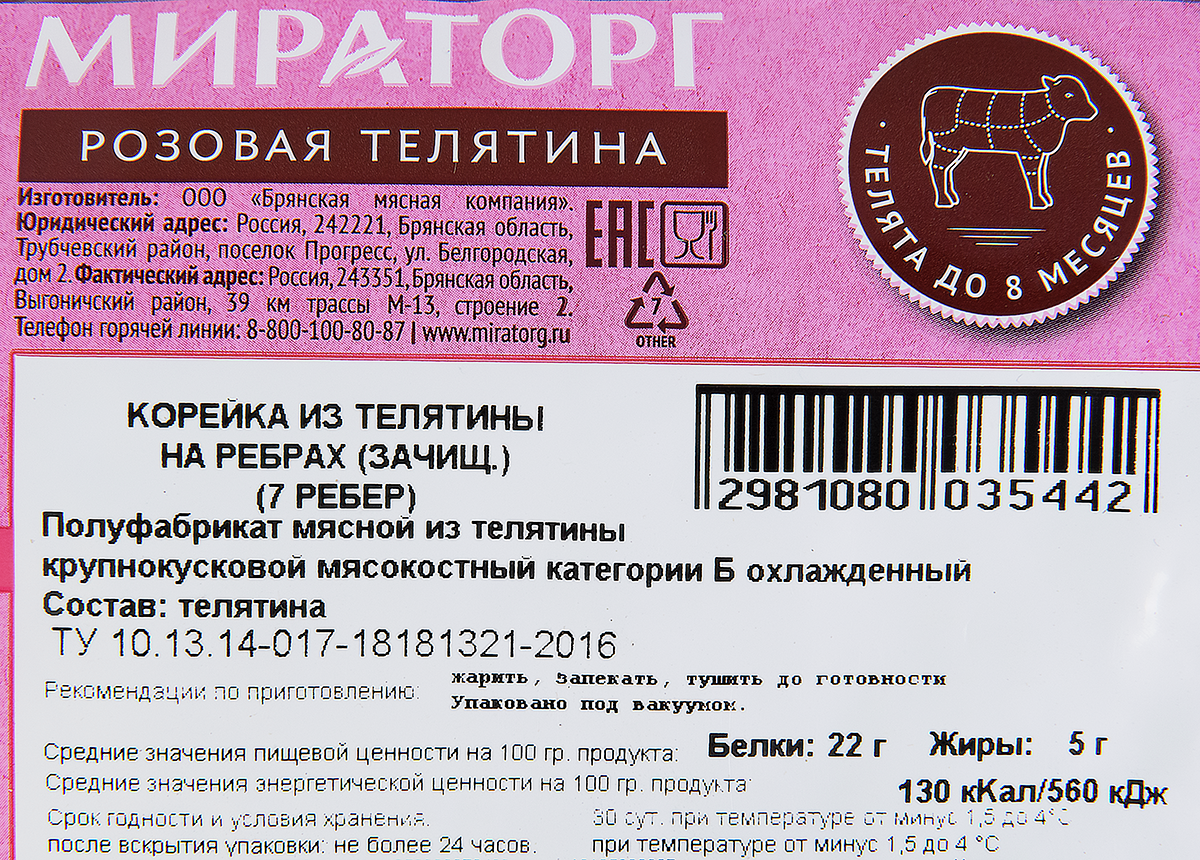 МИРАТОРГ
РОЗОВАЯ ТЕЛЯТИНА
Изготовитель: ООО «Брянская мясная компания».
Юридический адрес: Россия, 242221, Брянская область,
Трубчевский район, поселок Прогресс, ул. Белгородская,
дом 2. Фактический адрес: Россия, 243351, Брянская область,
Выгоничский район, 39 км трассы М-13, строение 2.
Телефон горячей линии: 8-800-100-80-87 | www.miratorg.ru
EAC
7
OTHER
· ТЕЛЯТА ДО 8 МЕСЯЦЕВ ·
КОРЕЙКА ИЗ ТЕЛЯТИНЫ
НА РЕБРАХ (ЗАЧИЩ.)
(7 РЕБЕР)
2981080 035442
Полуфабрикат мясной из телятины
крупнокусковой мясокостный категории Б охлажденный
Состав: телятина
ТУ 10.13.14-017-18181321-2016
Рекомендации по приготовлению: жарить, запекать, тушить до готовности
Упаковано под вакуумом.
Средние значения пищевой ценности на 100 гр. продукта: Белки: 22 г Жиры: 5 г
Средние значения энергетической ценности на 100 гр. продукта: 130 кКал/560 кДж
Срок годности и условия хранения: 30 сут. при температуре от минус 1,5 до 4°С
после вскрытия упаковки: не более 24 часов. при температуре от минус 1,5 до 4 °С